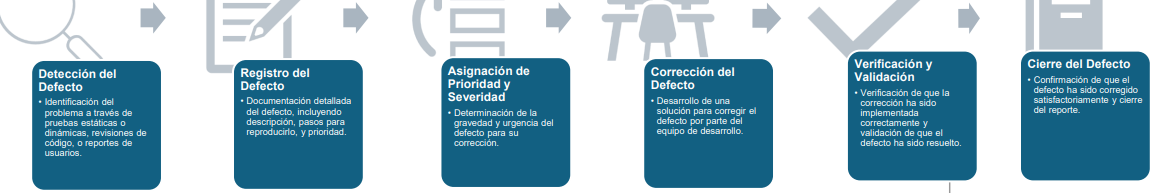 Detección del
Defecto
• Identificación del
problema a través de
pruebas estáticas o
dinámicas, revisiones de
código, o reportes de
usuarios.
Registro del
Defecto
• Documentación detallada
del defecto, incluyendo
descripción, pasos para
reproducirlo, y prioridad.
Asignación de
Prioridad y
Severidad
• Determinación de la
gravedad y urgencia del
defecto para su
corrección.
Corrección del
Defecto
• Desarrollo de una
solución para corregir el
defecto por parte del
equipo de desarrollo.
Verificación y
Validación
• Verificación de que la
corrección ha sido
implementada
correctamente y
validación de que el
defecto ha sido resuelto.
Cierre del Defecto
• Confirmación de que el
defecto ha sido corregido
satisfactoriamente y cierre
del reporte.